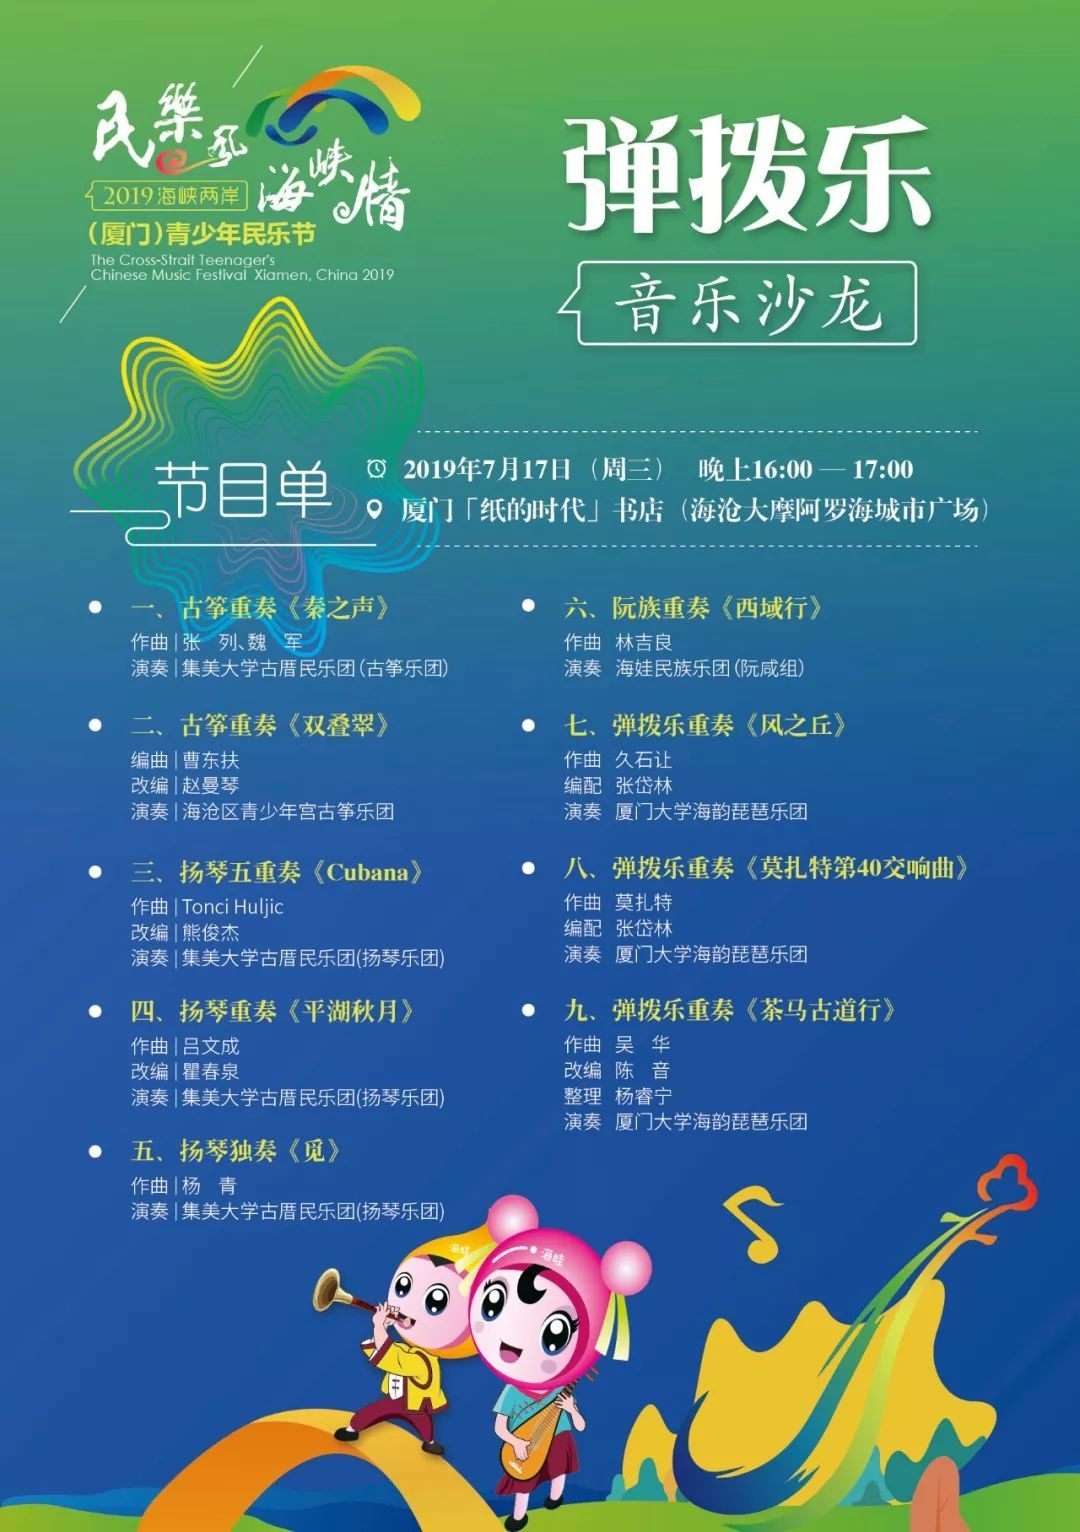 民樂风
海峡情
2019海峡两岸
（厦门）青少年民乐节
The Cross-Strait Teenager's
Chinese Music Festival Xiamen, China 2019
弹拨乐
音乐沙龙
节目单
2019年7月17日（周三） 晚上16:00 — 17:00
厦门「纸的时代」书店（海沧大摩阿罗海城市广场）
一、古筝重奏《秦之声》
作曲|张 列、魏 军
演奏|集美大学古厝民乐团(古筝乐团)
二、古筝重奏《双叠翠》
编曲|曹东扶
改编|赵曼琴
演奏|海沧区青少年宫古筝乐团
三、扬琴五重奏《Cubana》
作曲|Tonci Huljic
改编|熊俊杰
演奏|集美大学古厝民乐团(扬琴乐团)
四、扬琴重奏《平湖秋月》
作曲|吕文成
改编|瞿春泉
演奏|集美大学古厝民乐团(扬琴乐团)
五、扬琴独奏《觅》
作曲|杨 青
演奏|集美大学古厝民乐团(扬琴乐团)
六、阮族重奏《西域行》
作曲 林吉良
演奏 海娃民族乐团(阮咸组)
七、弹拨乐重奏《风之丘》
作曲 久石让
编配 张岱林
演奏 厦门大学海韵琵琶乐团
八、弹拨乐重奏《莫扎特第40交响曲》
作曲 莫扎特
编配 张岱林
演奏 厦门大学海韵琵琶乐团
九、弹拨乐重奏《茶马古道行》
作曲 吴 华
改编 陈 音
整理 杨睿宁
演奏 厦门大学海韵琵琶乐团
海娃
海娃